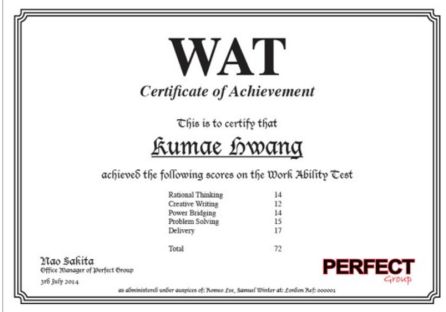 WAT
Certificate of Achievement
This is to certify that
Kumae Hwang
achieved the following scores on the Work Ability Test
Rational Thinking 14
Creative Writing 12
Power Bridging 14
Problem Solving 15
Delivery 17
Total 72
Nao Sakita
Office Manager of Perfect Group
3rd July 2014
PERFECT
Group
as administered under auspices of: Romeo Lee, Samuel Winter at: London Ref: 000001